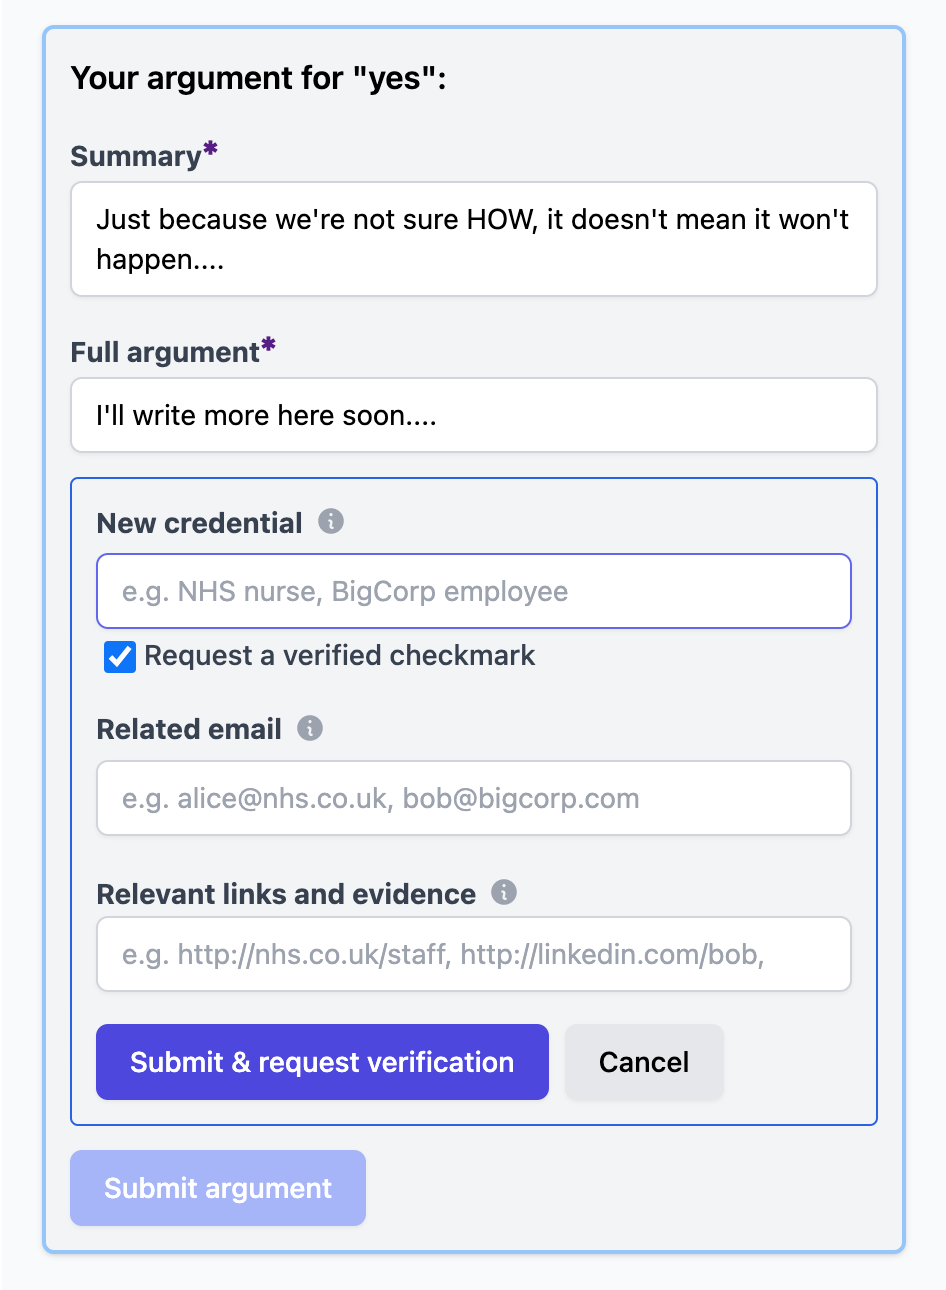 Your argument for "yes":
Summary*
Just because we're not sure HOW, it doesn't mean it won't
happen....
Full argument*
I'll write more here soon....
New credential
e.g. NHS nurse, BigCorp employee
Request a verified checkmark
Related email
e.g. alice@nhs.co.uk, bob@bigcorp.com
Relevant links and evidence
e.g. http://nhs.co.uk/staff, http://linkedin.com/bob,
Submit & request verification
Cancel
Submit argument